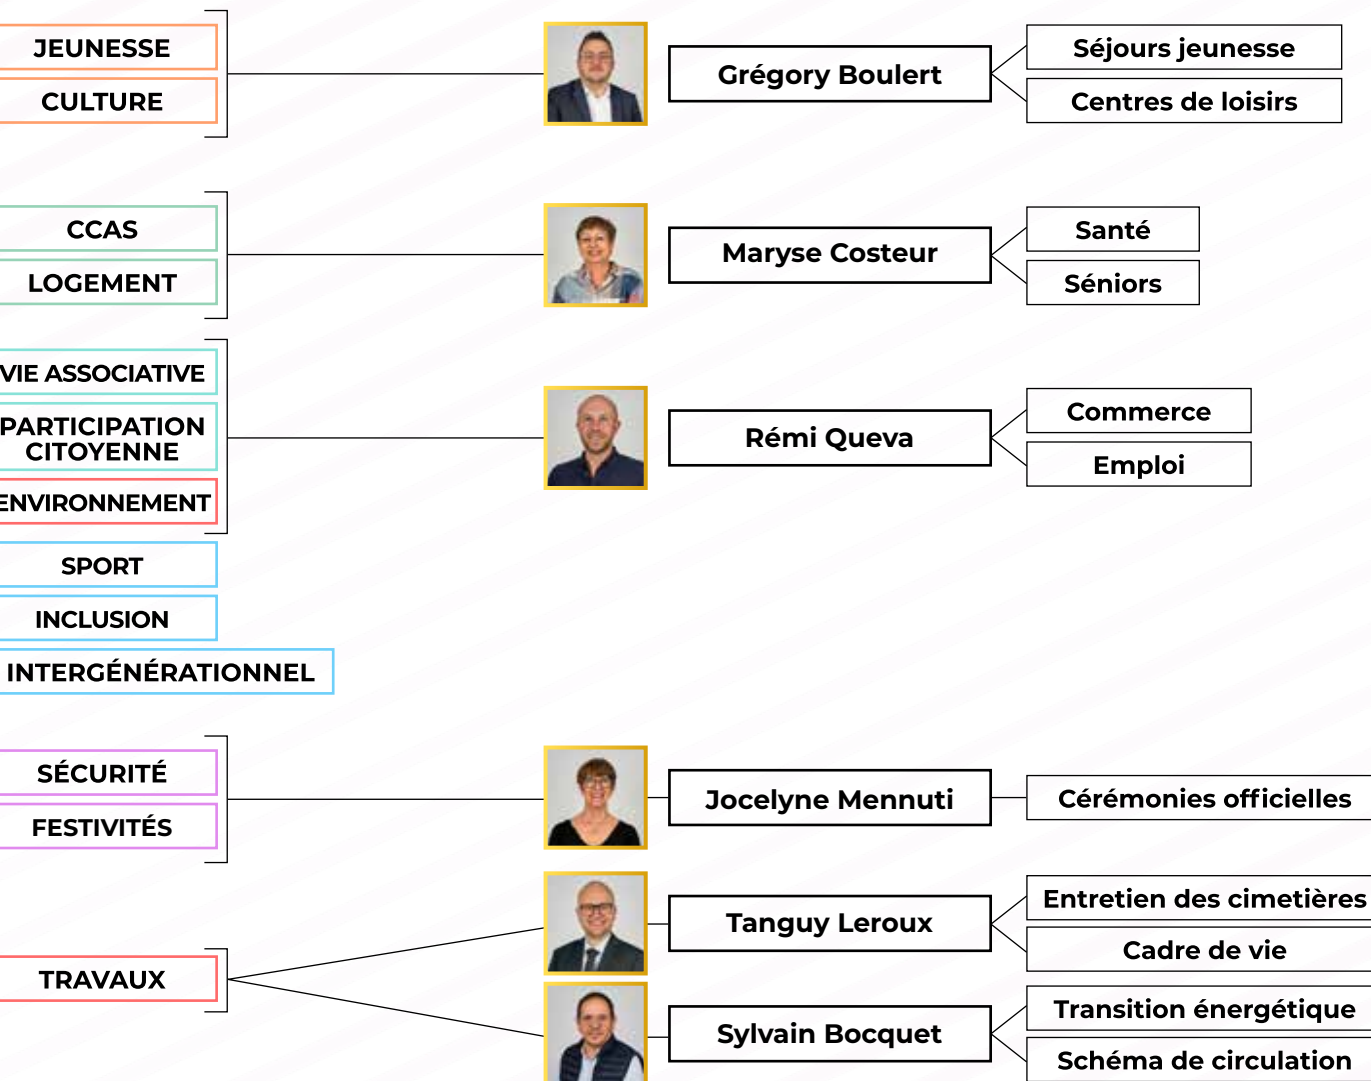 JEUNESSE
CULTURE
Grégory Boulert
Séjours jeunesse
Centres de loisirs
CCAS
LOGEMENT
Maryse Costeur
Santé
Séniors
VIE ASSOCIATIVE
PARTICIPATION
CITOYENNE
ENVIRONNEMENT
Rémi Queva
Commerce
Emploi
SPORT
INCLUSION
INTERGÉNÉRATIONNEL
SÉCURITÉ
FESTIVITÉS
Jocelyne Mennuti
Cérémonies officielles
TRAVAUX
Tanguy Leroux
Entretien des cimetières
Cadre de vie
Sylvain Bocquet
Transition énergétique
Schéma de circulation